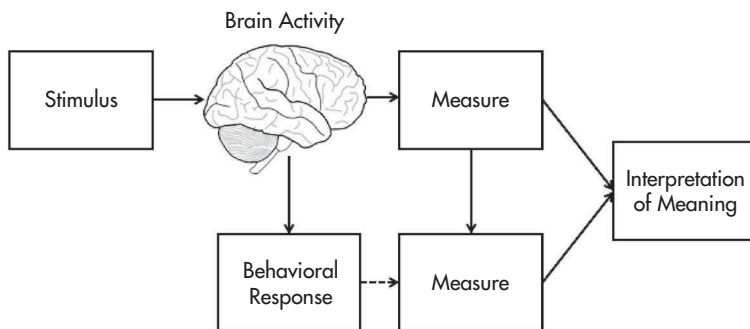 Brain Activity
Stimulus
Measure
Interpretation
of Meaning
Behavioral
Response
Measure